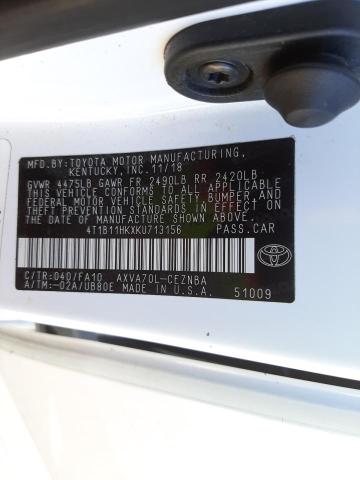 MFD.BY:TOYOTA MOTOR MANUFACTURING,
KENTUCKY, INC.11/18
GVWR 4475LB GAWR FR 2490LB RR 2420LB
THIS VEHICLE CONFORMS TO ALL APPLICABLE
FEDERAL MOTOR VEHICLE SAFETY, BUMPER,
AND THEFT PREVENTION STANDARDS IN EFFECT
ON THE DATE OF MANUFACTURE SHOWN ABOVE.
4T1B11HKXKU713156 PASS.CAR
C/TR:040/FA10 AXVA70L-CEZNBA
A/TM:-02A/UB80E MADE IN U.S.A.
51009
TOYOTA